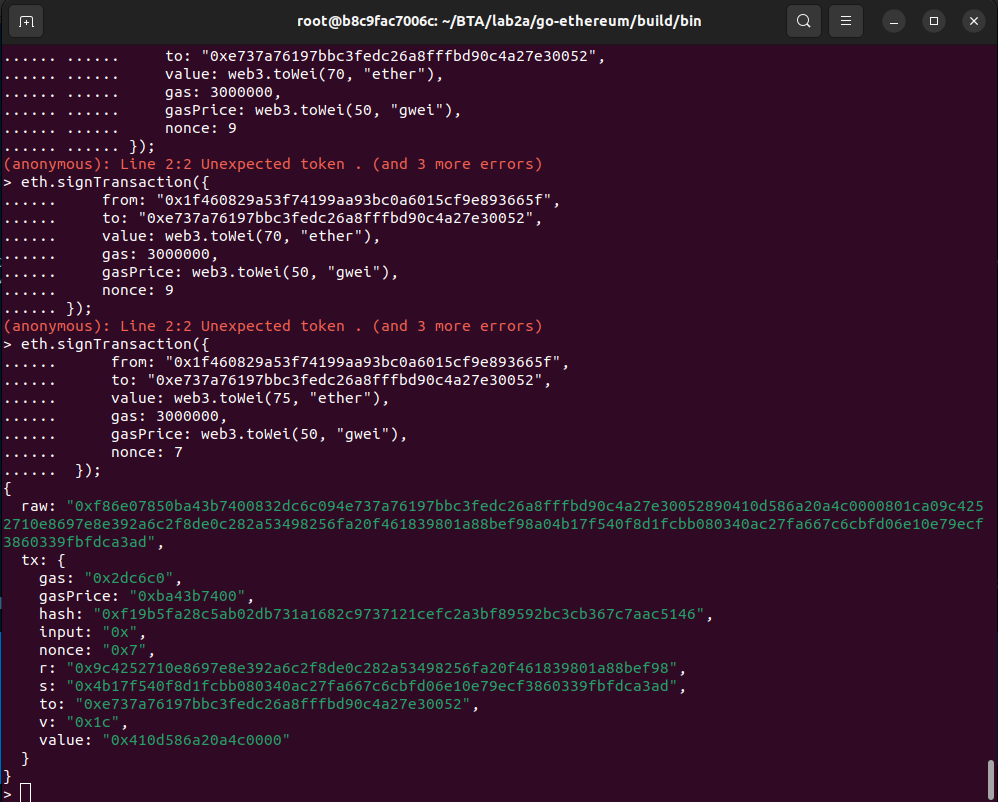 root@b8c9fac7006c: ~/BTA/lab2a/go-ethereum/build/bin
...... ......     to: "0xe737a76197bbc3fedc26a8fffbd90c4a27e30052",
...... ......     value: web3.toWei(70, "ether"),
...... ......     gas: 3000000,
...... ......     gasPrice: web3.toWei(50, "gwei"),
...... ......     nonce: 9
...... ...... });
(anonymous): Line 2:2 Unexpected token . (and 3 more errors)
> eth.signTransaction({
......     from: "0x1f460829a53f74199aa93bc0a6015cf9e893665f",
......     to: "0xe737a76197bbc3fedc26a8fffbd90c4a27e30052",
......     value: web3.toWei(70, "ether"),
......     gas: 3000000,
......     gasPrice: web3.toWei(50, "gwei"),
......     nonce: 9
...... });
(anonymous): Line 2:2 Unexpected token . (and 3 more errors)
> eth.signTransaction({
......      from: "0x1f460829a53f74199aa93bc0a6015cf9e893665f",
......      to: "0xe737a76197bbc3fedc26a8fffbd90c4a27e30052",
......      value: web3.toWei(75, "ether"),
......      gas: 3000000,
......      gasPrice: web3.toWei(50, "gwei"),
......      nonce: 7
......  });
{
  raw: "0xf86e07850ba43b7400832dc6c094e737a76197bbc3fedc26a8fffbd90c4a27e30052890410d586a20a4c0000801ca09c425
2710e8697e8e392a6c2f8de0c282a53498256fa20f461839801a88bef98a04b17f540f8d1fcbb080340ac27fa667c6cbfd06e10e79ecf
3860339fbfdca3ad",
  tx: {
    gas: "0x2dc6c0",
    gasPrice: "0xba43b7400",
    hash: "0xf19b5fa28c5ab02db731a1682c9737121cefc2a3bf89592bc3cb367c7aac5146",
    input: "0x",
    nonce: "0x7",
    r: "0x9c4252710e8697e8e392a6c2f8de0c282a53498256fa20f461839801a88bef98",
    s: "0x4b17f540f8d1fcbb080340ac27fa667c6cbfd06e10e79ecf3860339fbfdca3ad",
    to: "0xe737a76197bbc3fedc26a8fffbd90c4a27e30052",
    v: "0x1c",
    value: "0x410d586a20a4c0000"
  }
}
>